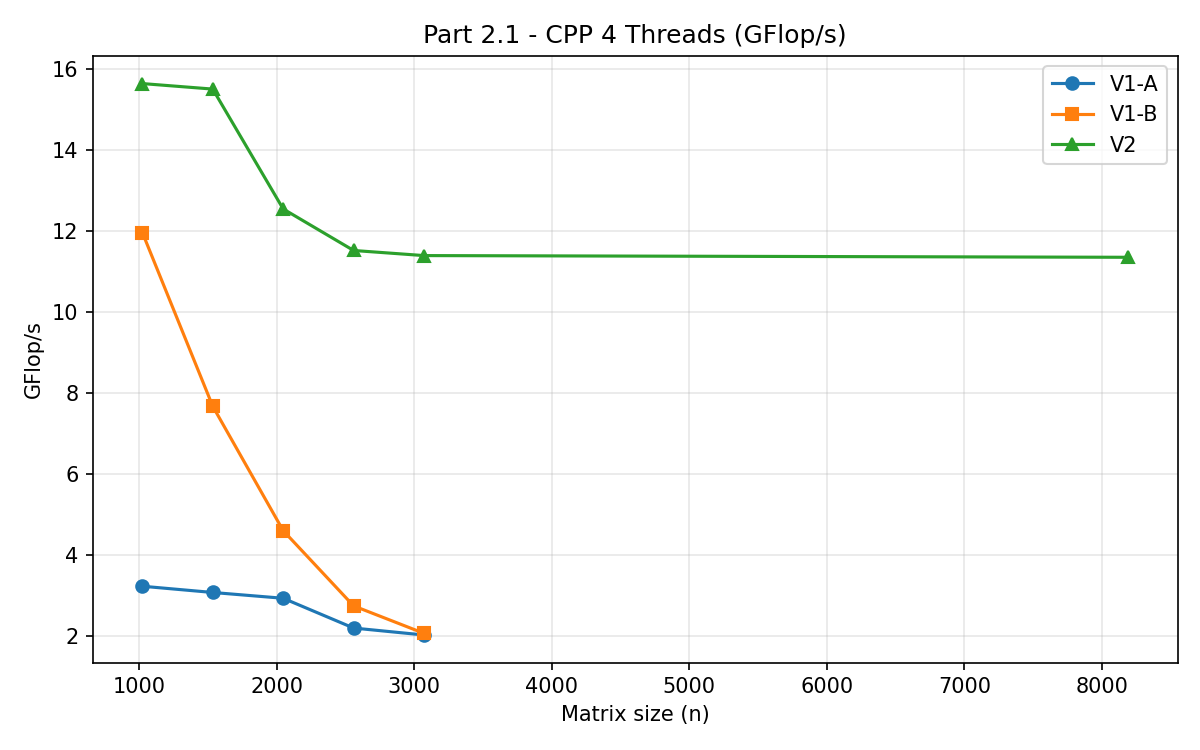 Part 2.1 - CPP 4 Threads (GFlop/s)
16
14
12
10
8
6
4
2
GFlop/s
V1-A
V1-B
V2
1000 2000 3000 4000 5000 6000 7000 8000
Matrix size (n)